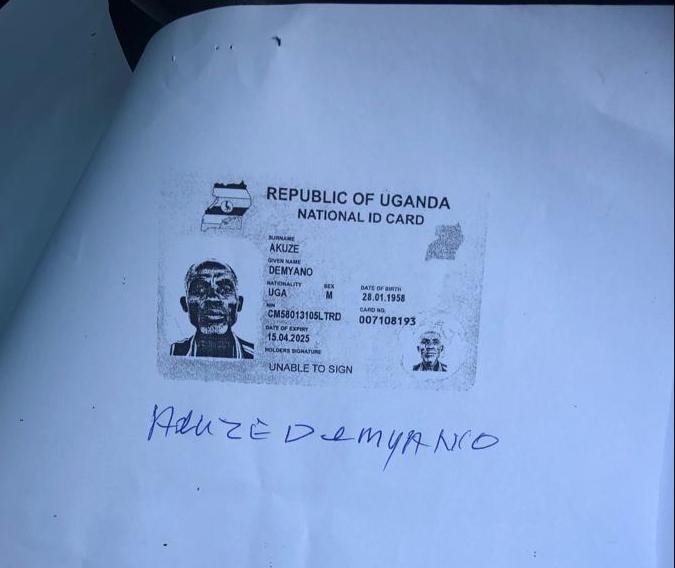 REPUBLIC OF UGANDA
NATIONAL ID CARD
SURNAME
AKUZE
GIVEN NAME
DEMYANO
NATIONALITY SEX DATE OF BIRTH
UGA M 28.01.1958
NIN CARD NO.
CM58013105LTRD 007108193
DATE OF EXPIRY
15.04.2025
HOLDERS SIGNATURE
UNABLE TO SIGN
AKUZE DEMYANO